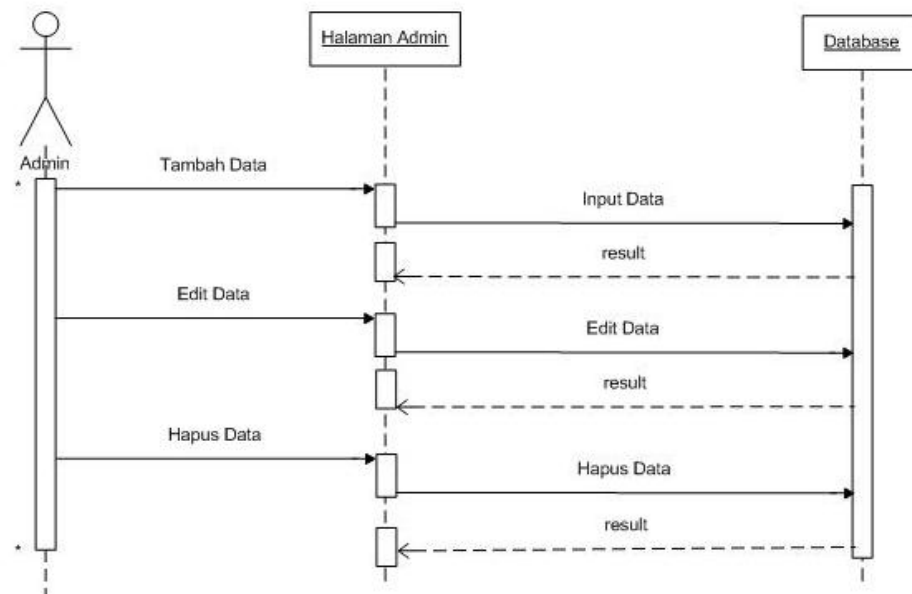 Halaman Admin
Database
Admin
Tambah Data
*
Input Data
result
Edit Data
Edit Data
result
Hapus Data
Hapus Data
result
*